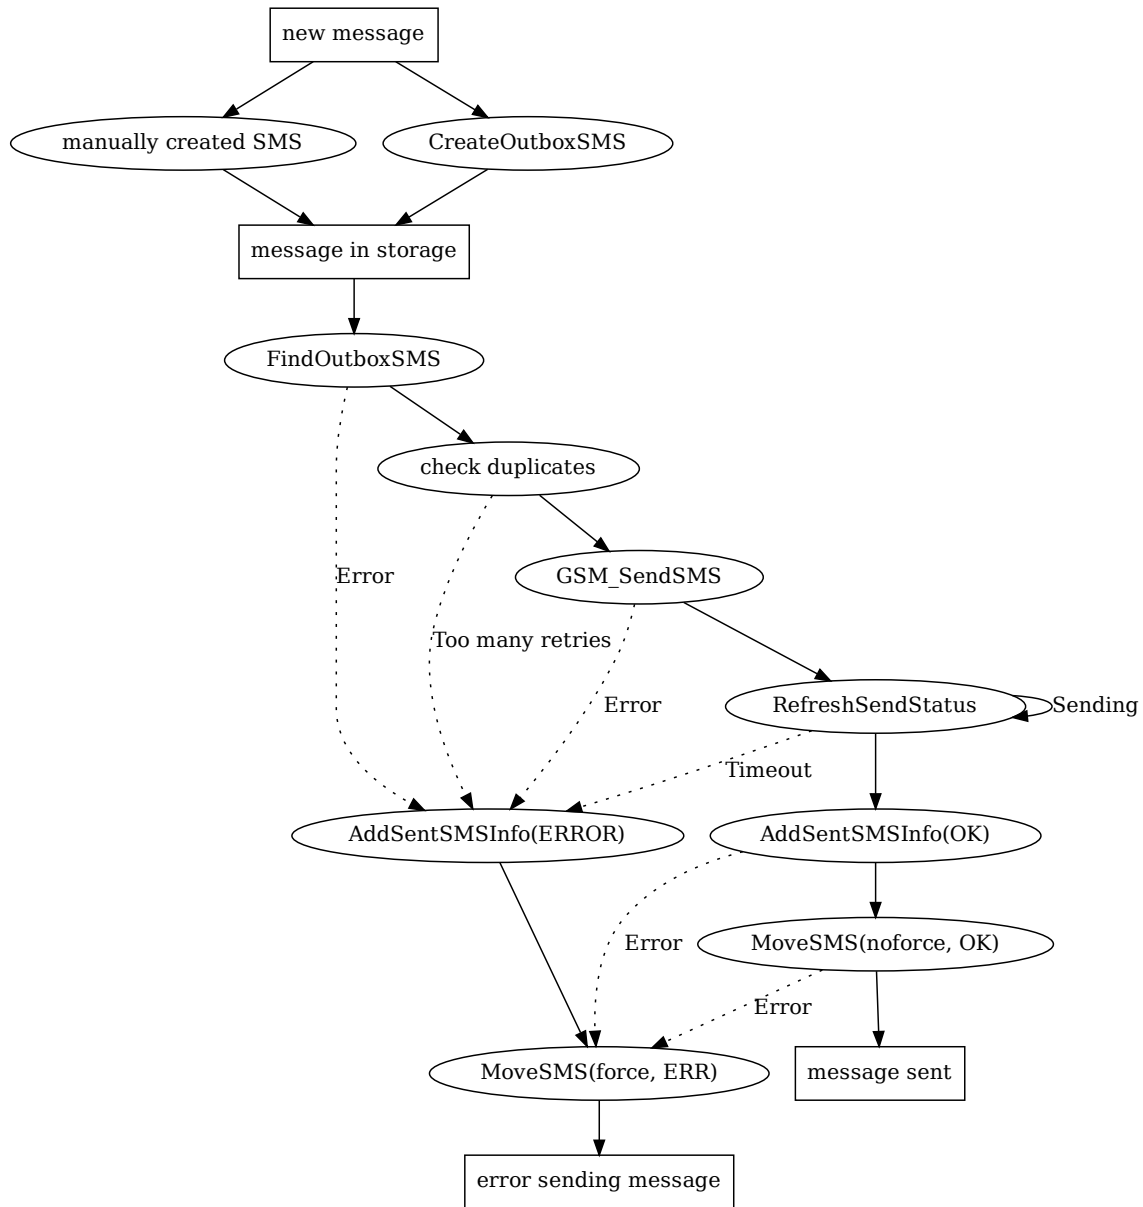 new message
manually created SMS
CreateOutboxSMS
message in storage
FindOutboxSMS
check duplicates
Error
GSM_SendSMS
Too many retries
Error
RefreshSendStatus
Sending
Timeout
AddSentSMSInfo(ERROR)
AddSentSMSInfo(OK)
Error
MoveSMS(noforce, OK)
Error
MoveSMS(force, ERR)
message sent
error sending message